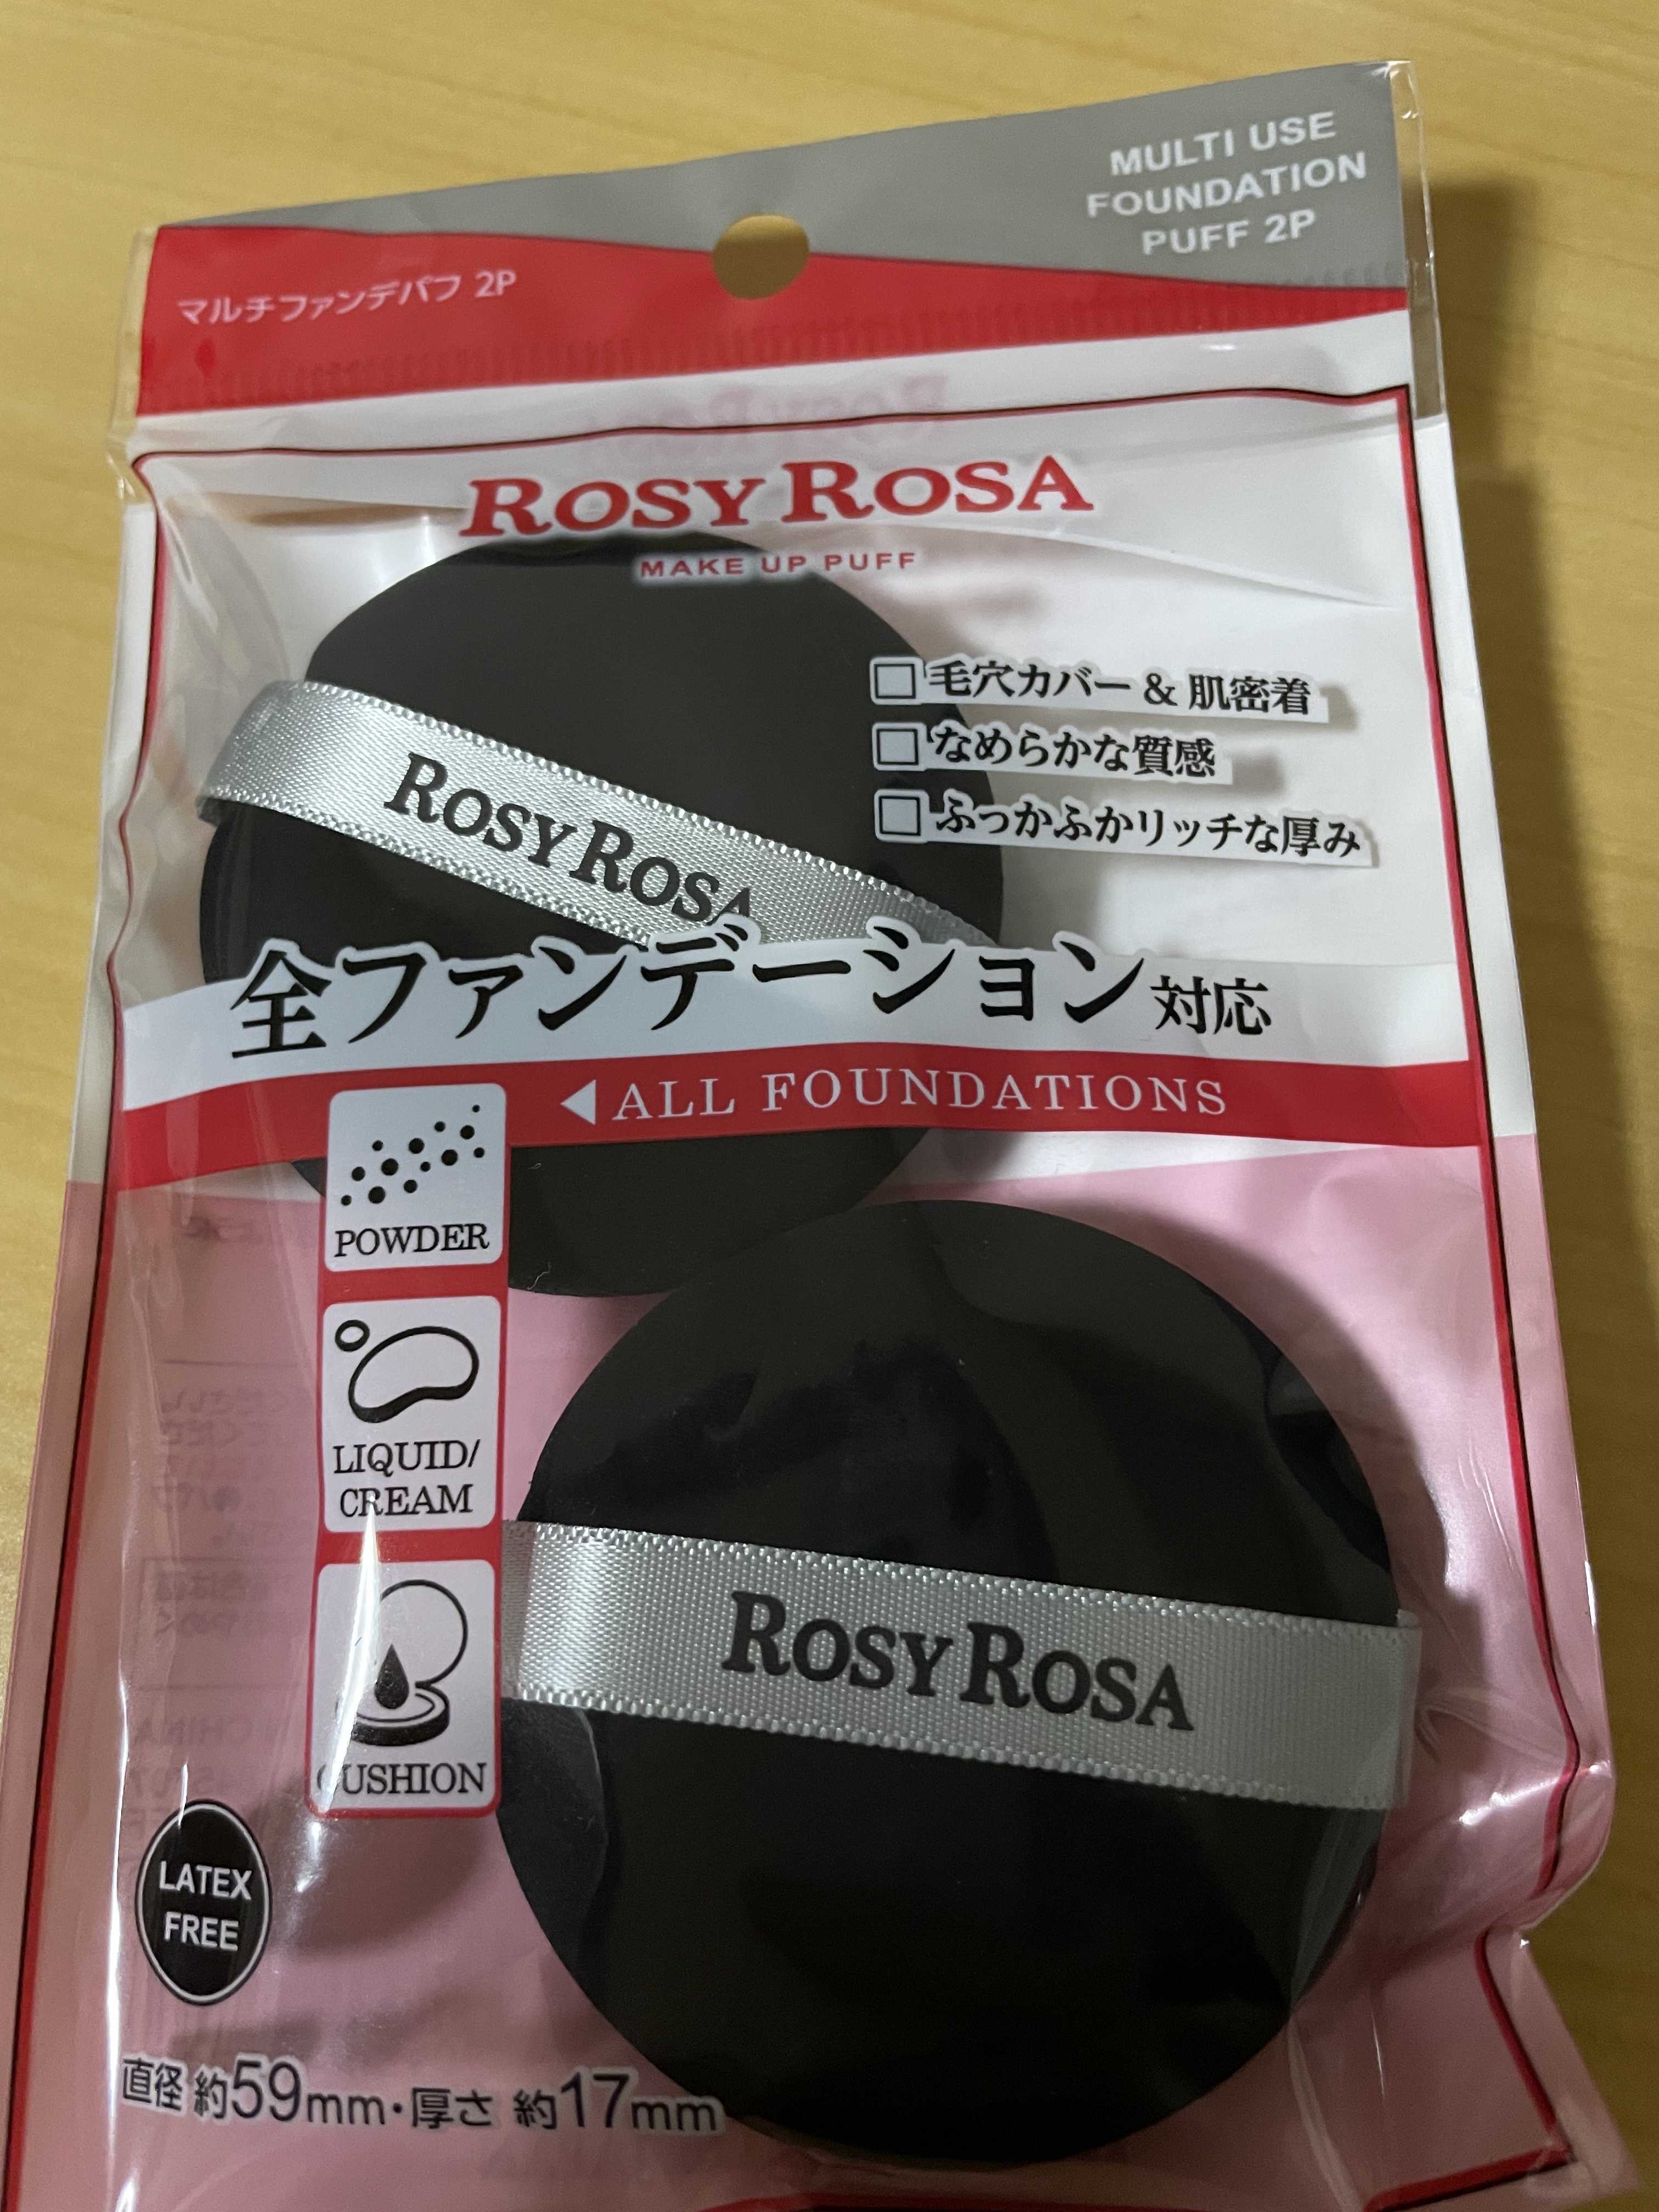 MULTI USE
FOUNDATION
PUFF 2P
マルチファンデパフ 2P
ROSY ROSA
MAKE UP PUFF
□毛穴カバー & 肌密着
□なめらかな質感
□ふっかふかリッチな厚み
ROSY ROSA
全ファンデーション対応
◀ALL FOUNDATIONS
POWDER
LIQUID/
CREAM
CUSHION
ROSY ROSA
LATEX
FREE
直径 約59mm・厚さ 約17mm